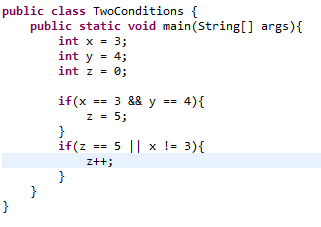 public class TwoConditions {
    public static void main(String[] args){
        int x = 3;
        int y = 4;
        int z = 0;

        if(x == 3 && y == 4){
            z = 5;
        }
        if(z == 5 || x != 3){
            z++;
        }
    }
}